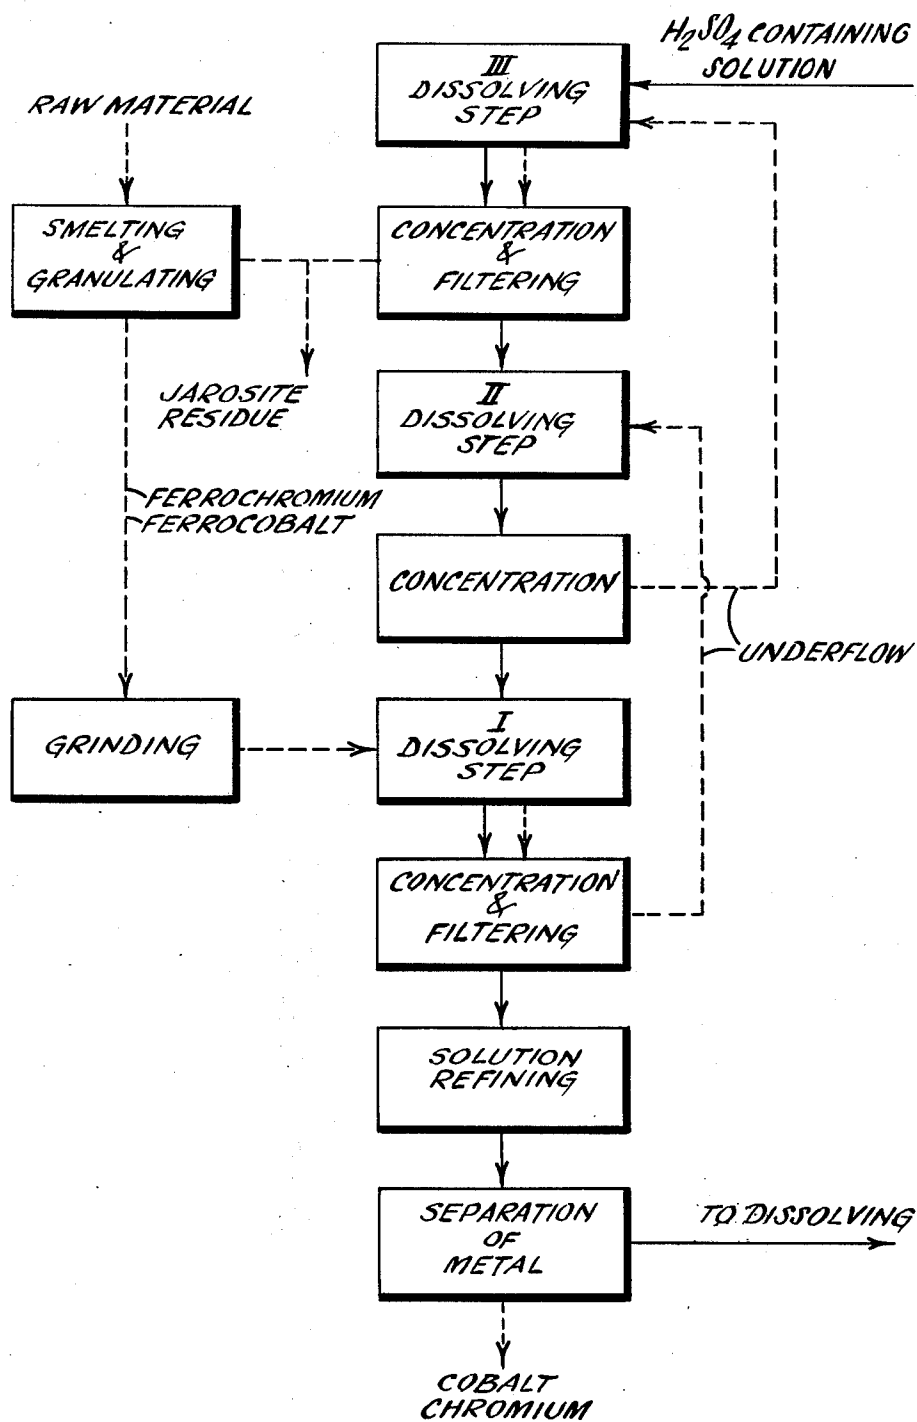 H2SO4 CONTAINING
SOLUTION
III
DISSOLVING
STEP
RAW MATERIAL
SMELTING
&
GRANULATING
CONCENTRATION
&
FILTERING
JAROSITE
RESIDUE
II
DISSOLVING
STEP
FERROCHROMIUM
FERROCOBALT
CONCENTRATION
UNDERFLOW
GRINDING
I
DISSOLVING
STEP
CONCENTRATION
&
FILTERING
SOLUTION
REFINING
SEPARATION
OF
METAL
TO DISSOLVING
COBALT
CHROMIUM